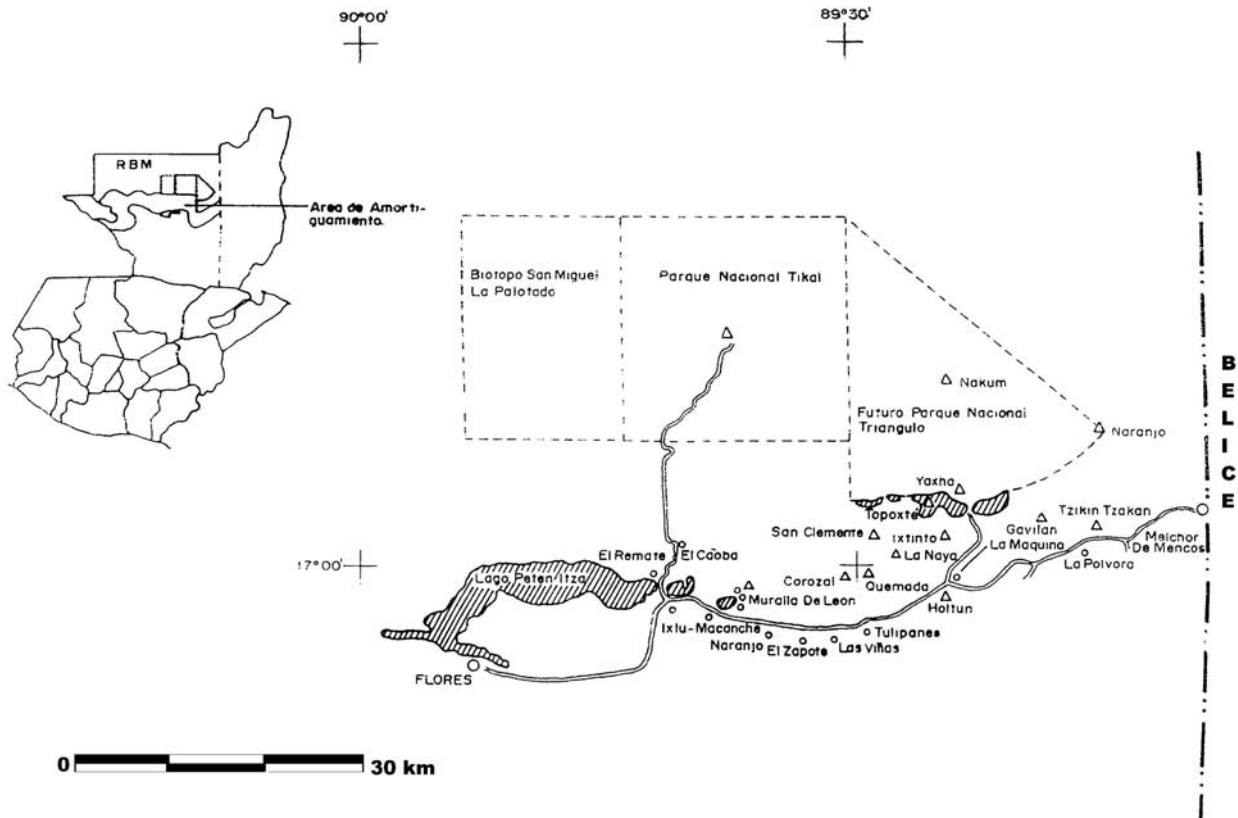 90°00'
89°30'
RBM
Area de Amorti-
guamiento.
Biotopo San Miguel
La Palotada
Parque Nacional Tikal
Nakum
Futuro Parque Nacional
Triangulo
Naranjo
BELICE
Yaxha
Topoxte
Tzikin Tzakan
San Clemente
Ixtinto
Gavilan
Melchor
De Mencos
El Remate
El Caoba
La Naya
La Maquina
La Polvora
17°00'
Lago Peten Itza
Corozal
Quemada
Muralla De Leon
Holtun
Ixlu-Macanche
Tulipanes
Naranjo
El Zapote
Las Viñas
FLORES
0
30 km